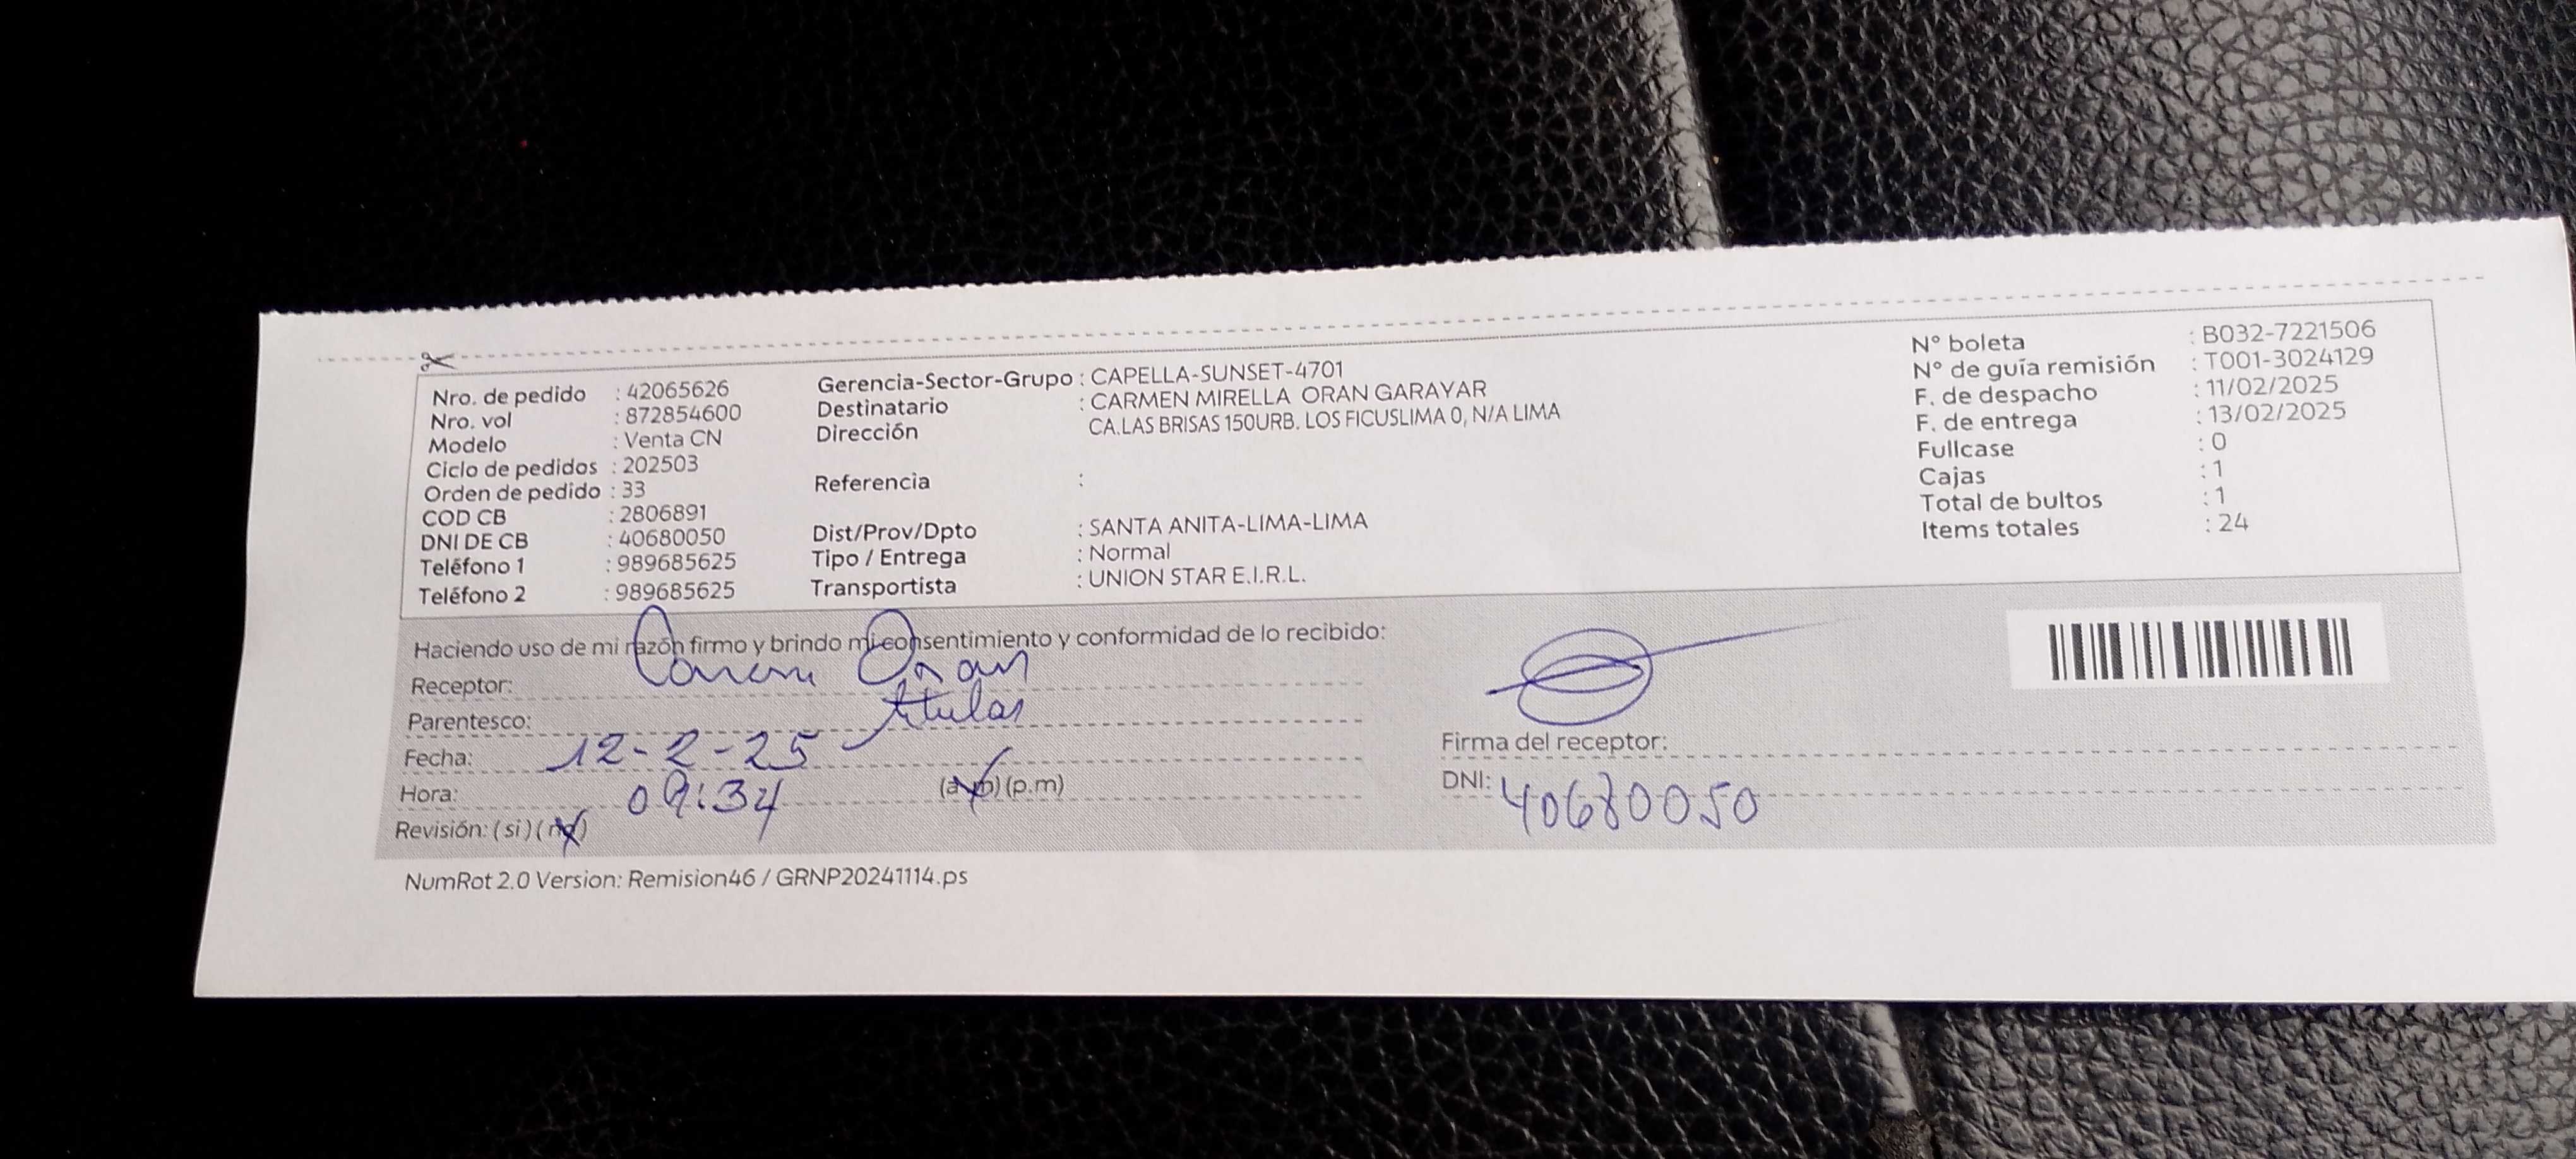 Nro. de pedido : 42065626
Nro. vol : 872854600
Modelo : Venta CN
Ciclo de pedidos : 202503
Orden de pedido : 33
COD CB : 2806891
DNI DE CB : 40680050
Teléfono 1 : 989685625
Teléfono 2 : 989685625
Gerencia-Sector-Grupo : CAPELLA-SUNSET-4701
Destinatario : CARMEN MIRELLA ORAN GARAYAR
Dirección CA.LAS BRISAS 150URB. LOS FICUSLIMA 0, N/A LIMA
Referencia :
Dist/Prov/Dpto : SANTA ANITA-LIMA-LIMA
Tipo / Entrega : Normal
Transportista : UNION STAR E.I.R.L.
N° boleta : B032-7221506
N° de guía remisión : T001-3024129
F. de despacho : 11/02/2025
F. de entrega : 13/02/2025
Fullcase : 0
Cajas : 1
Total de bultos : 1
Items totales : 24
Haciendo uso de mi razón firmo y brindo mi consentimiento y conformidad de lo recibido:
Receptor: Carmen Oran
Parentesco: titular
Fecha: 12-2-25
Hora: 09:34 (a.m) (p.m)
Revisión: (si) (no)
Firma del receptor:
DNI: 40680050
NumRot 2.0 Version: Remision46 / GRNP20241114.ps